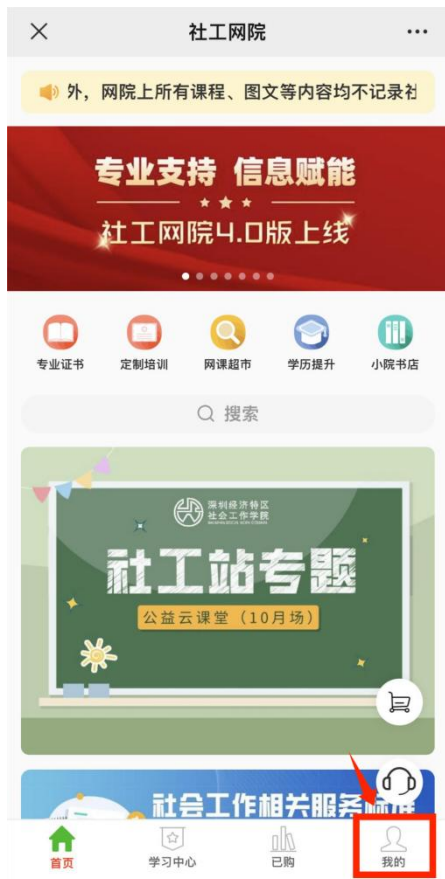 社工网院
外，网院上所有课程、图文等内容均不记录社
专业支持 信息赋能
社工网院4.0版上线
专业证书 定制培训 网课超市 学历提升 小院书店
搜索
深圳经济特区
社会工作学院
社工站专题
公益云课堂（10月场）
社会工作相关服务标准
首页 学习中心 已购 我的